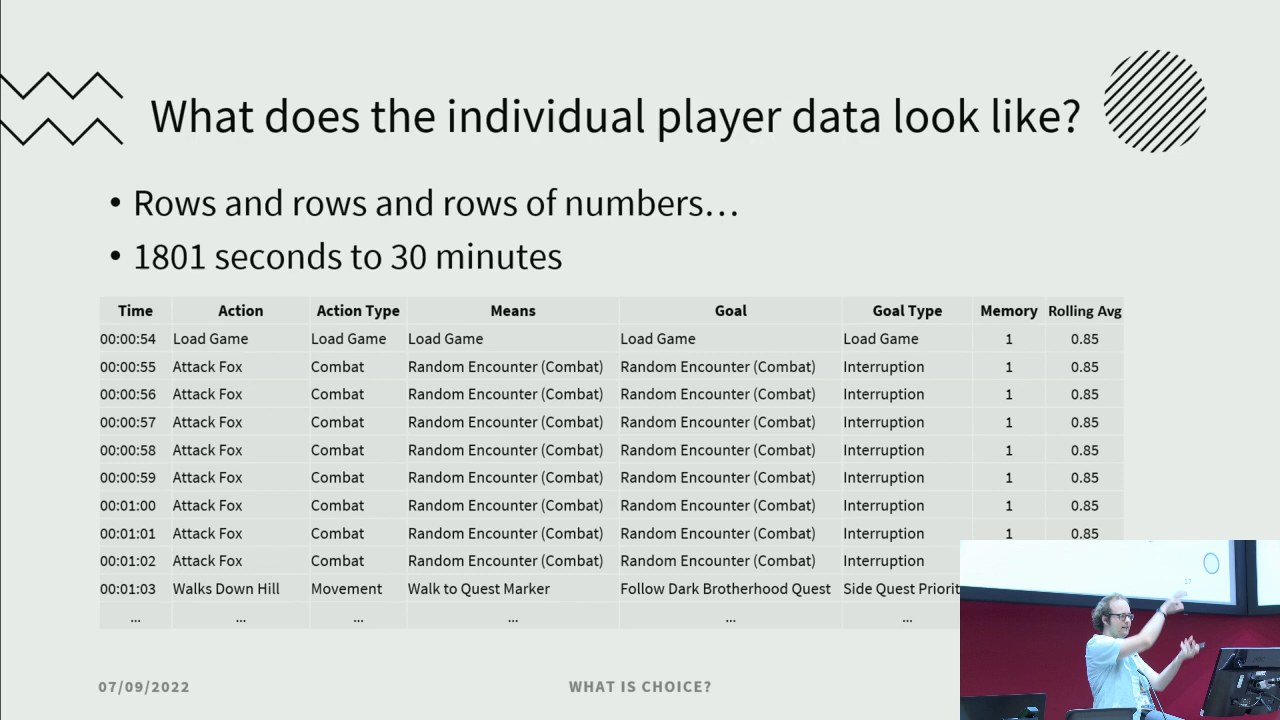 What does the individual player data look like?
• Rows and rows and rows of numbers…
• 1801 seconds to 30 minutes
Time Action Action Type Means Goal Goal Type Memory Rolling Avg
00:00:54 Load Game Load Game Load Game Load Game Load Game 1 0.85
00:00:55 Attack Fox Combat Random Encounter (Combat) Random Encounter (Combat) Interruption 1 0.85
00:00:56 Attack Fox Combat Random Encounter (Combat) Random Encounter (Combat) Interruption 1 0.85
00:00:57 Attack Fox Combat Random Encounter (Combat) Random Encounter (Combat) Interruption 1 0.85
00:00:58 Attack Fox Combat Random Encounter (Combat) Random Encounter (Combat) Interruption 1 0.85
00:00:59 Attack Fox Combat Random Encounter (Combat) Random Encounter (Combat) Interruption 1 0.85
00:01:00 Attack Fox Combat Random Encounter (Combat) Random Encounter (Combat) Interruption 1 0.85
00:01:01 Attack Fox Combat Random Encounter (Combat) Random Encounter (Combat) Interruption 1 0.85
00:01:02 Attack Fox Combat Random Encounter (Combat) Random Encounter (Combat) Interruption
00:01:03 Walks Down Hill Movement Walk to Quest Marker Follow Dark Brotherhood Quest Side Quest Priorit
... ... ... ... ... ...
07/09/2022 WHAT IS CHOICE?
17